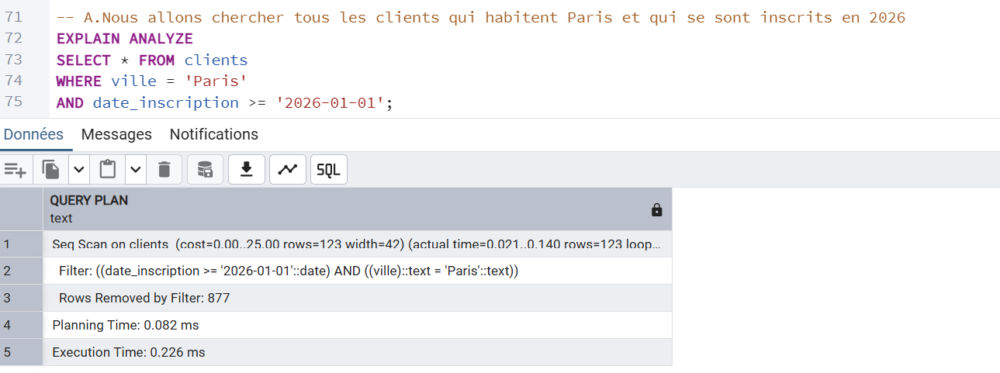 71 -- A.Nous allons chercher tous les clients qui habitent Paris et qui se sont inscrits en 2026
72 EXPLAIN ANALYZE
73 SELECT * FROM clients
74 WHERE ville = 'Paris'
75 AND date_inscription >= '2026-01-01';
Données Messages Notifications
SQL
QUERY PLAN
text
1 Seq Scan on clients (cost=0.00..25.00 rows=123 width=42) (actual time=0.021..0.140 rows=123 loop...
2 Filter: ((date_inscription >= '2026-01-01'::date) AND ((ville)::text = 'Paris'::text))
3 Rows Removed by Filter: 877
4 Planning Time: 0.082 ms
5 Execution Time: 0.226 ms